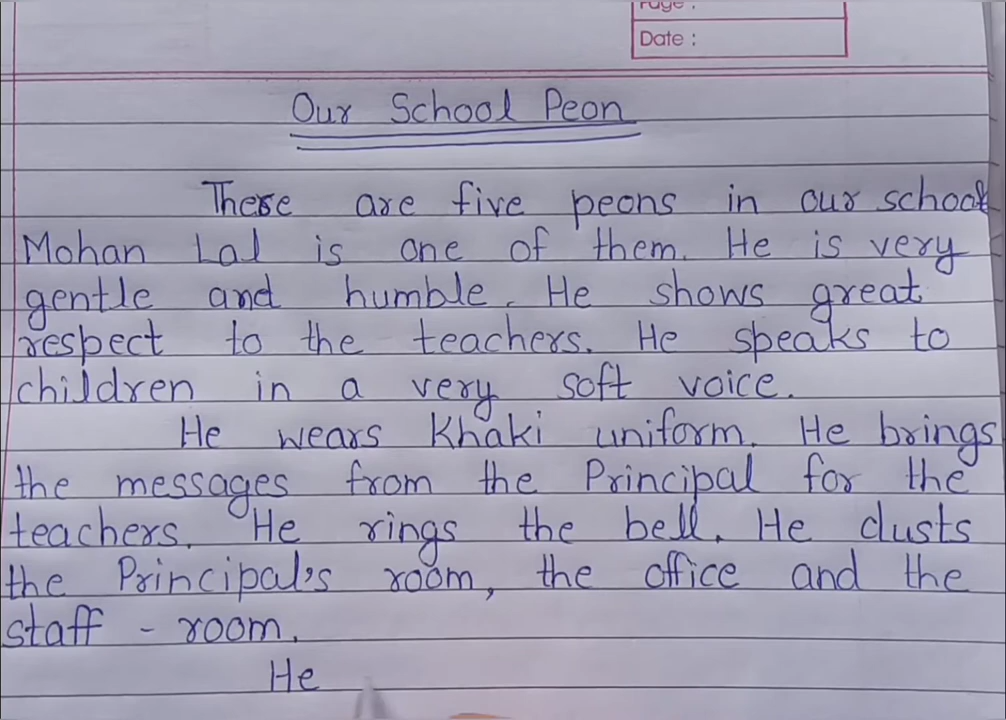 Page :
Date :
Our School Peon
There are five peons in our school
Mohan Lal is one of them. He is very
gentle and humble. He shows great
respect to the teachers. He speaks to
children in a very soft voice.
He wears Khaki uniform. He brings
the messages from the Principal for the
teachers. He rings the bell. He dusts
the Principal's room, the office and the
staff - room.
He